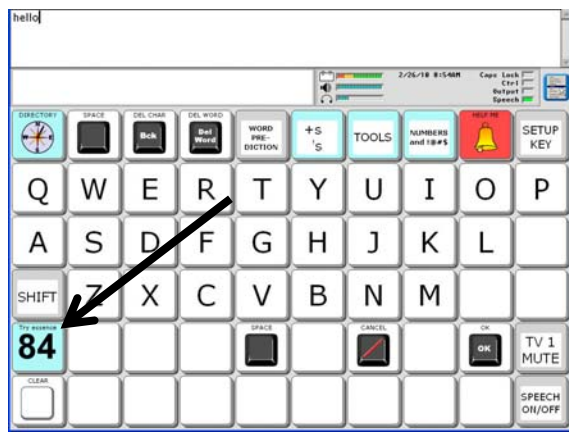 hello
2/26/18 8:54AM
Caps Lock
Ctrl
Output
Speech
DIRECTORY SPACE DEL CHAR DEL WORD HELP ME
Bck
Del Word
WORD PRE-DICTION
+s 's
TOOLS
NUMBERS and !@#$
SETUP KEY
Q W E R T Y U I O P
A S D F G H J K L
SHIFT Z X C V B N M
Try essence SPACE CANCEL OK
84 OK TV 1 MUTE
CLEAR
SPEECH ON/OFF